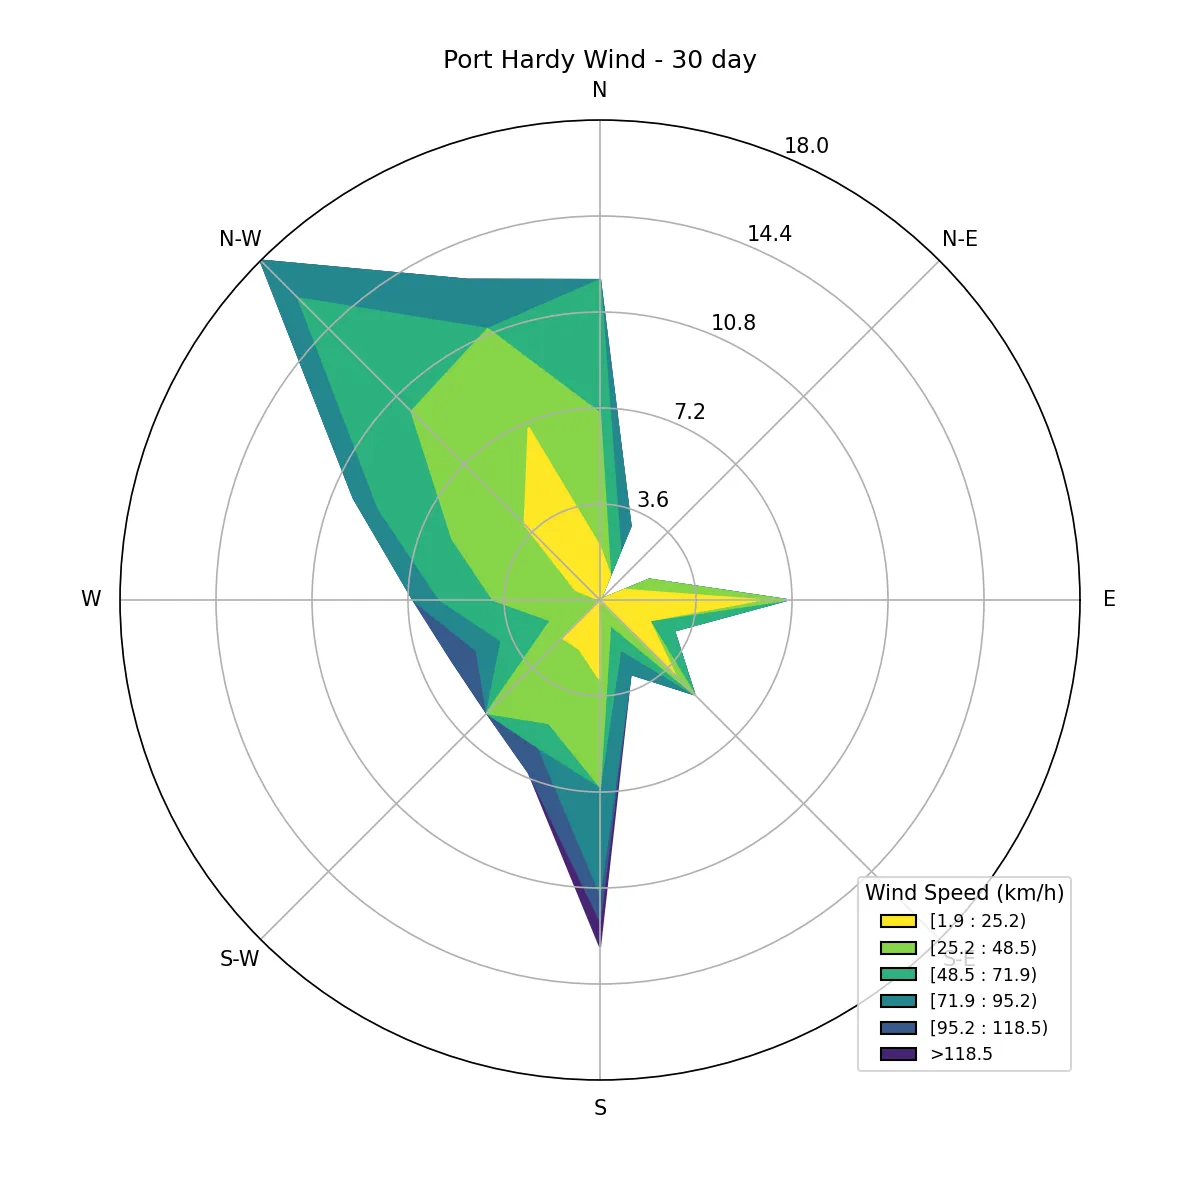 Port Hardy Wind - 30 day
N
18.0
14.4
N-W
N-E
10.8
7.2
3.6
W
E
Wind Speed (km/h)
[1.9 : 25.2)
[25.2 : 48.5)
S-W
S-E
[48.5 : 71.9)
[71.9 : 95.2)
[95.2 : 118.5)
>118.5
S